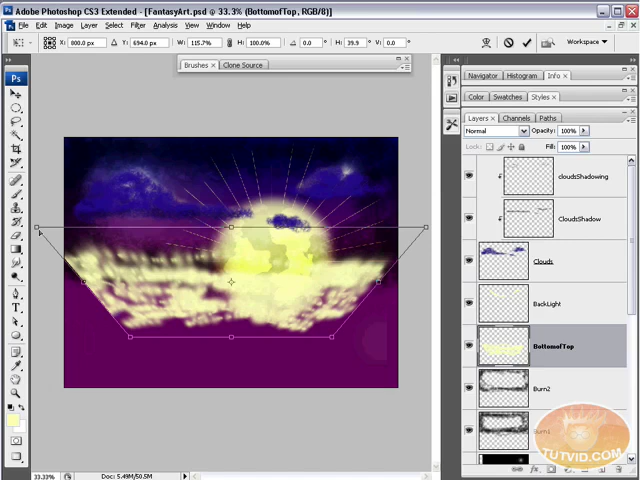 Adobe Photoshop CS3 Extended - [FantasyArt.psd @ 33.3% (BottomofTop, RGB/8)]
File Edit Image Layer Select Filter Analysis View Window Help
X: 800.0 px Y: 694.0 px W: 115.7% H: 100.0% 0.0 H: 39.9 V: 0.0 Workspace
Brushes × Clone Source
Ps
T
Navigator Histogram Info ×
Color Swatches Styles ×
Layers × Channels Paths
Normal Opacity: 100%
Lock: Fill: 100%
cloudsShadowing
CloudsShadow
Clouds
BackLight
BottomofTop
Burn2
Burn1
TUTVID.COM
33.33% Doc: 5.49M/50.5M